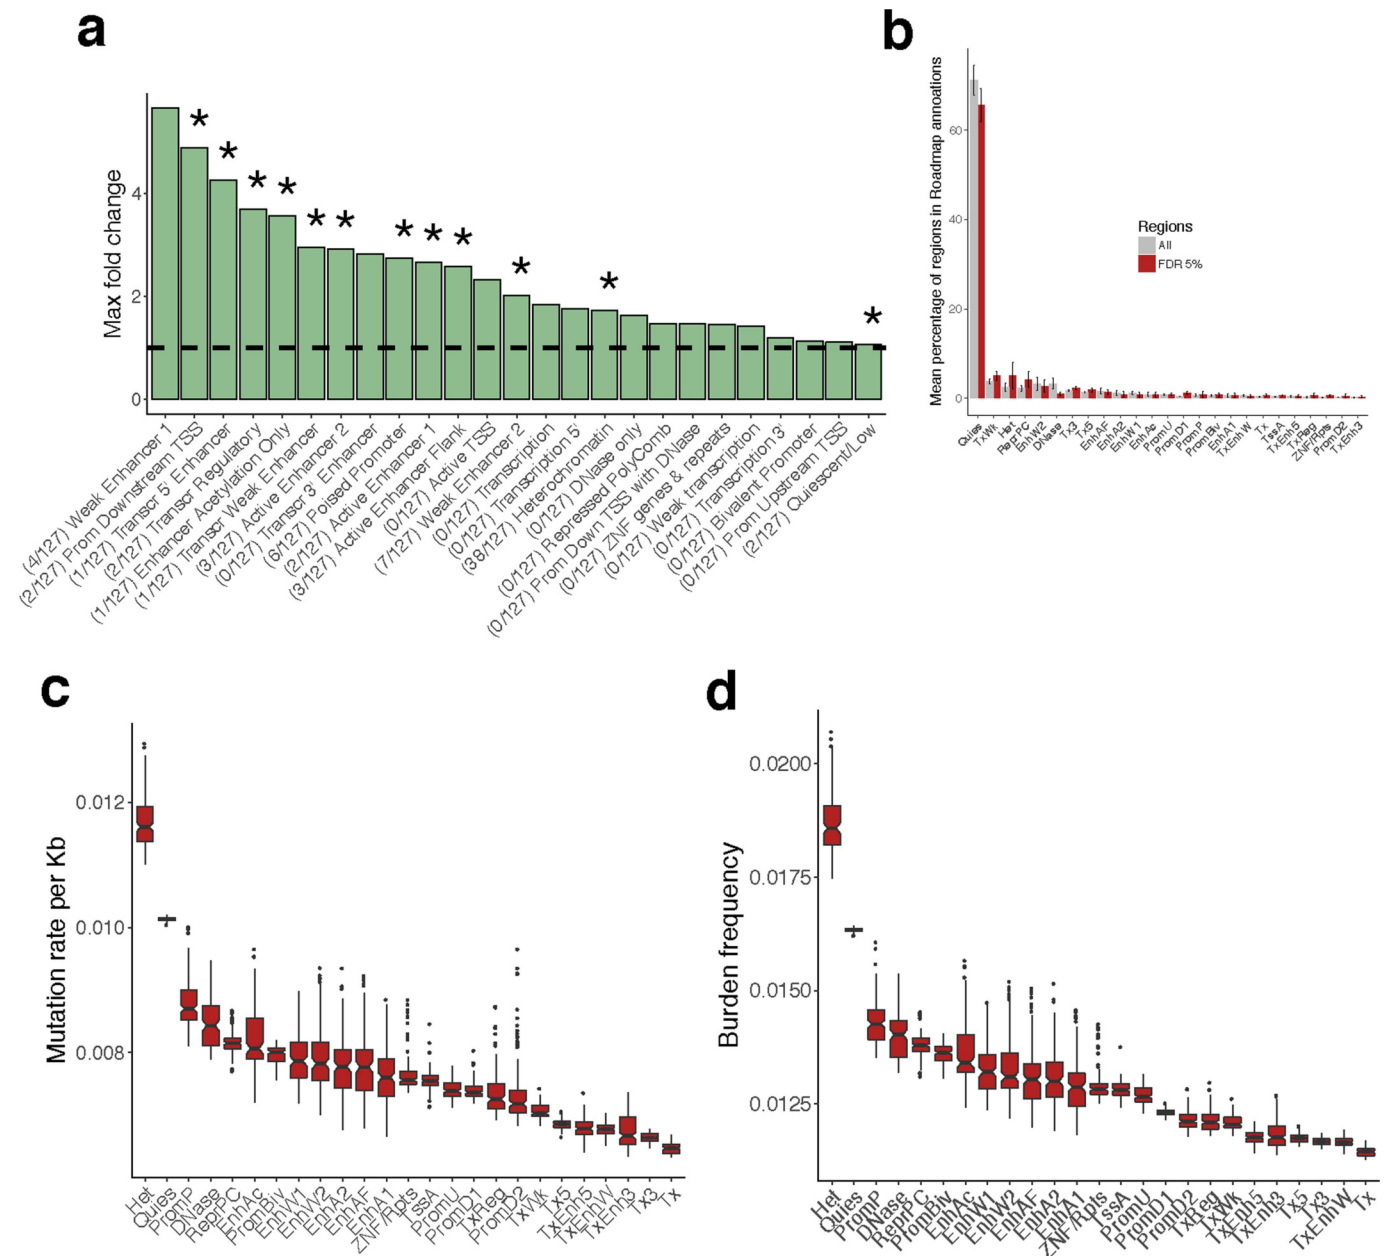 a
*
*
*
*
*
*
*
*
*
*
*
*
Max fold change
4
2
0
(4/127) Weak Enhancer 1
(2/127) Prom Downstream TSS
(1/127) Transcr 5' Enhancer
(2/127) Transcr Regulatory
(1/127) Enhancer Acetylation Only
(1/127) Transcr Weak Enhancer
(3/127) Active Enhancer 2
(0/127) Transcr 3' Enhancer
(6/127) Poised Promoter
(2/127) Active Enhancer 1
(3/127) Active Enhancer Flank
(0/127) Active TSS
(7/127) Weak Enhancer 2
(0/127) Transcription
(0/127) Transcription 5'
(38/127) Heterochromatin
(0/127) DNase only
(0/127) Repressed PolyComb
(0/127) Prom Down TSS with DNase
(0/127) ZNF genes & repeats
(0/127) Weak transcription
(0/127) Transcription 3'
(0/127) Bivalent Promoter
(0/127) Prom Upstream TSS
(2/127) Quiescent/Low
b
Mean percentage of regions in Roadmap annoations
60
40
20
0
Regions
All
FDR 5%
Quies
TxWk
Het
ReprPC
EnhW2
DNase
Tx3
Tx5
EnhAF
EnhA2
EnhW1
EnhAc
PromU
PromD1
PromP
PromBiv
EnhA1
TxEnhW
Tx
TssA
TxEnh5
TxReg
ZNF/Rpts
PromD2
TxEnh3
c
Mutation rate per Kb
0.012
0.010
0.008
Het
Quies
PromP
DNase
ReprPC
EnhAc
PromBiv
EnhW1
EnhW2
EnhA2
EnhAF
EnhA1
ZNF/Rpts
TssA
PromU
PromD1
TxReg
PromD2
TxWk
Tx5
TxEnh5
TxEnhW
TxEnh3
Tx3
Tx
d
Burden frequency
0.0200
0.0175
0.0150
0.0125
Het
Quies
PromP
DNase
ReprPC
PromBiv
EnhAc
EnhW1
EnhW2
EnhAF
EnhA2
EnhA1
ZNF/Rpts
TssA
PromU
PromD1
PromD2
TxReg
TxWk
TxEnh5
TxEnh3
Tx5
Tx3
TxEnhW
Tx